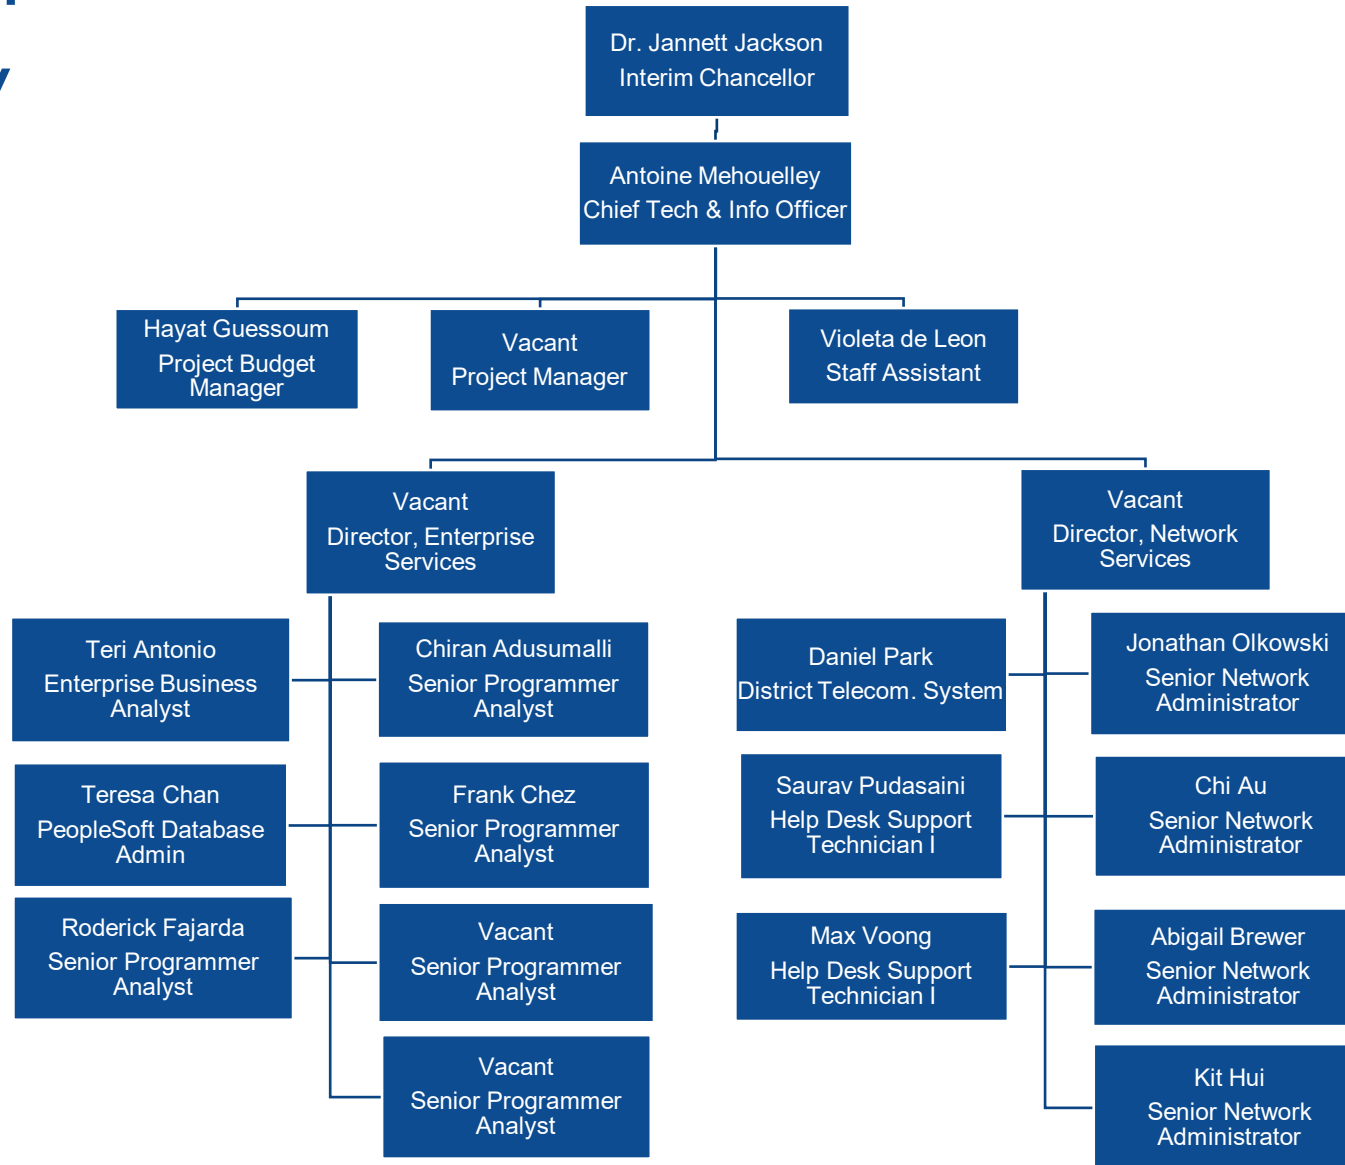 Dr. Jannett Jackson
Interim Chancellor
Antoine Mehouelley
Chief Tech & Info Officer
Hayat Guessoum
Project Budget
Manager
Vacant
Project Manager
Violeta de Leon
Staff Assistant
Vacant
Director, Enterprise
Services
Vacant
Director, Network
Services
Teri Antonio
Enterprise Business
Analyst
Chiran Adusumalli
Senior Programmer
Analyst
Daniel Park
District Telecom. System
Jonathan Olkowski
Senior Network
Administrator
Teresa Chan
PeopleSoft Database
Admin
Frank Chez
Senior Programmer
Analyst
Saurav Pudasaini
Help Desk Support
Technician I
Chi Au
Senior Network
Administrator
Roderick Fajarda
Senior Programmer
Analyst
Vacant
Senior Programmer
Analyst
Max Voong
Help Desk Support
Technician I
Abigail Brewer
Senior Network
Administrator
Vacant
Senior Programmer
Analyst
Kit Hui
Senior Network
Administrator